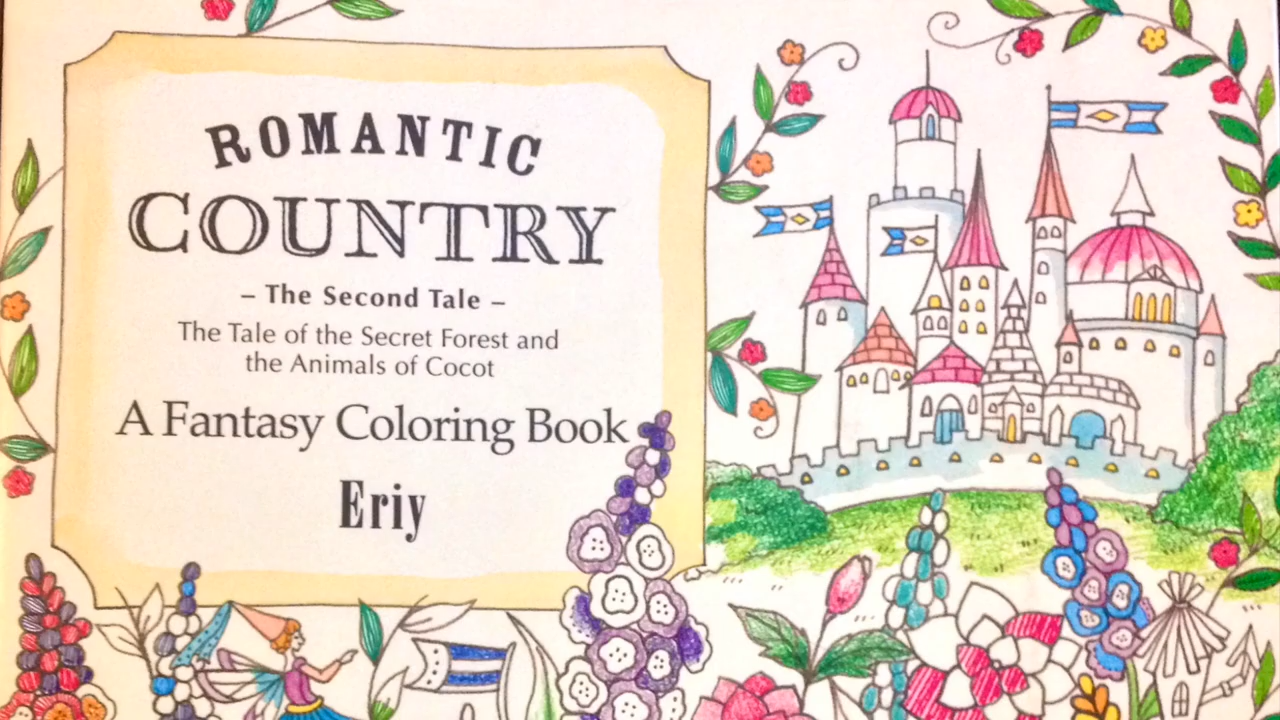 ROMANTIC
COUNTRY
– The Second Tale –
The Tale of the Secret Forest and
the Animals of Cocot
A Fantasy Coloring Book
Eriy